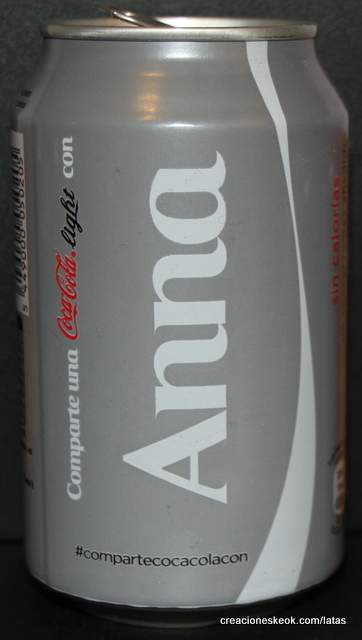 Comparte una Coca-Cola light con
Anna
#compartecocacolacon
sin calorías
creacioneskeok.com/latas